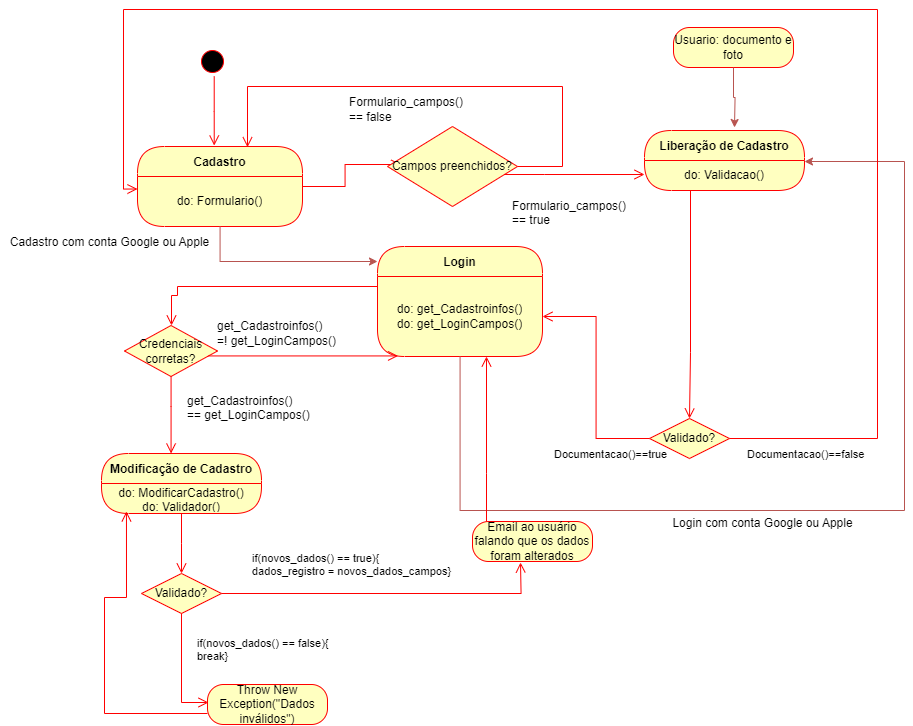 Usuario: documento e
foto
Formulario_campos()
== false
Cadastro
do: Formulario()
Campos preenchidos?
Liberação de Cadastro
do: Validacao()
Formulario_campos()
== true
Cadastro com conta Google ou Apple
Login
do: get_Cadastroinfos()
do: get_LoginCampos()
get_Cadastroinfos()
=! get_LoginCampos()
Credenciais
corretas?
get_Cadastroinfos()
== get_LoginCampos()
Validado?
Documentacao()==true
Documentacao()==false
Modificação de Cadastro
do: ModificarCadastro()
do: Validador()
Login com conta Google ou Apple
Email ao usuário
falando que os dados
foram alterados
if(novos_dados() == true){
dados_registro = novos_dados_campos}
Validado?
if(novos_dados() == false){
break}
Throw New
Exception("Dados
inválidos")